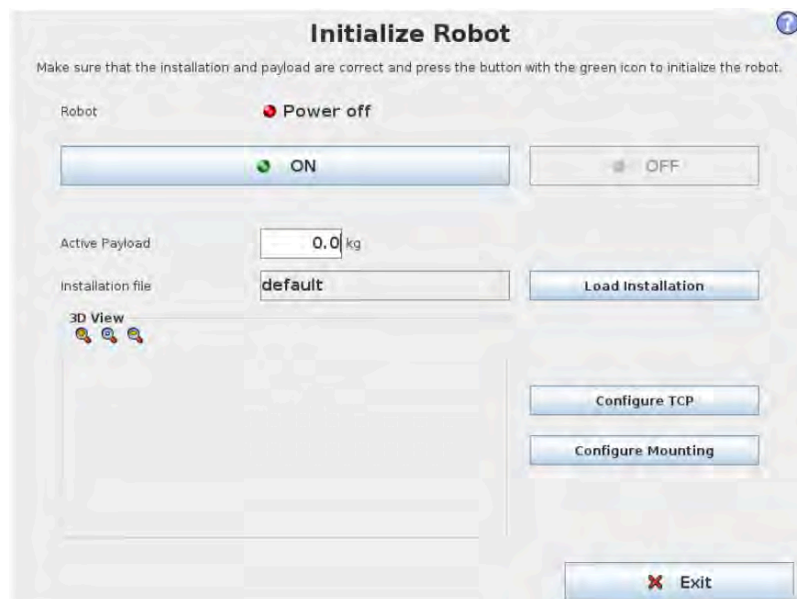 Initialize Robot
?
Make sure that the installation and payload are correct and press the button with the green icon to initialize the robot.
Robot
Power off
ON
OFF
Active Payload
0.0 kg
Installation file
default
Load Installation
3D View
Configure TCP
Configure Mounting
Exit